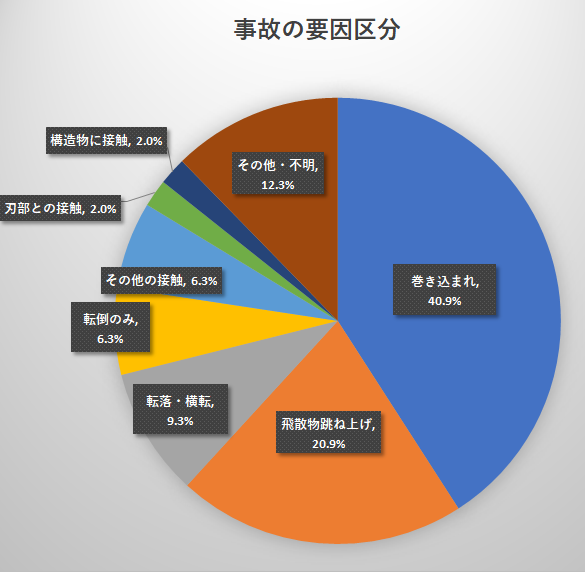 事故の要因区分
構造物に接触, 2.0%
その他・不明,
12.3%
刃部との接触, 2.0%
その他の接触, 6.3%
巻き込まれ,
40.9%
転倒のみ,
6.3%
転落・横転,
9.3%
飛散物跳ね上げ,
20.9%